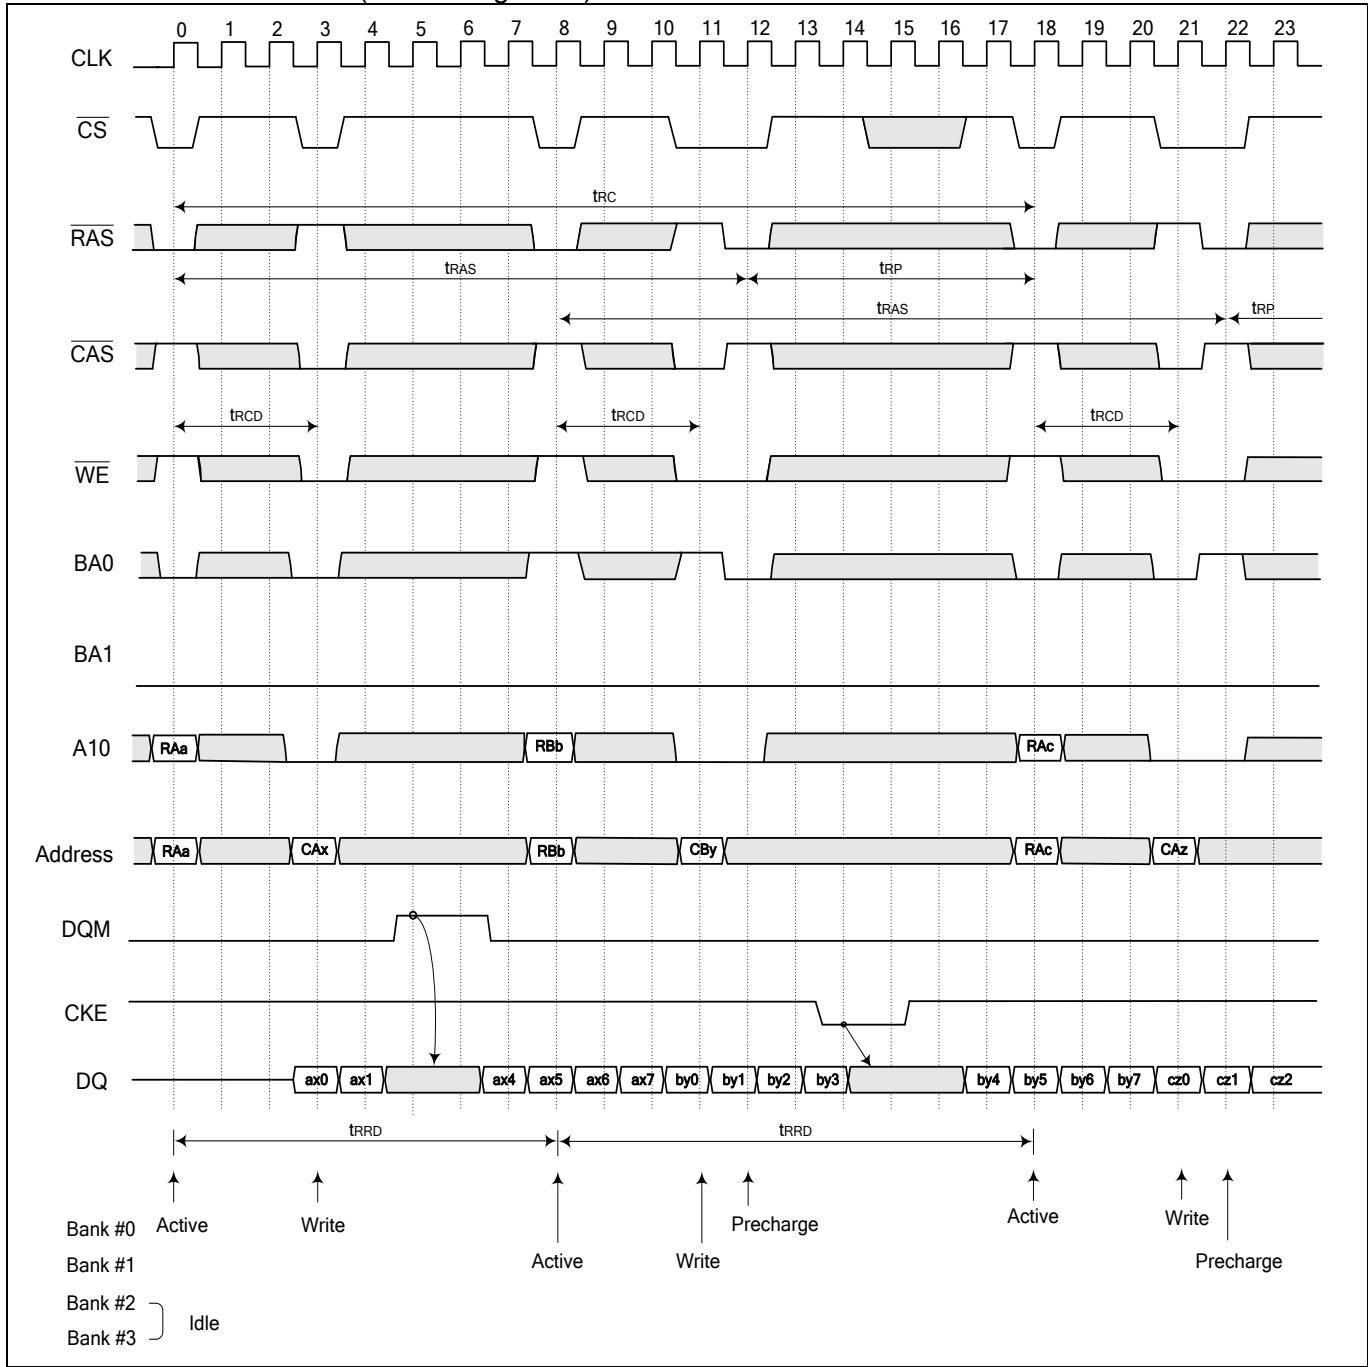 0 1 2 3 4 5 6 7 8 9 10 11 12 13 14 15 16 17 18 19 20 21 22 23
CLK
CS
tRC
RAS
tRAS tRP
tRAS tRP
CAS
tRCD tRCD tRCD
WE
BA0
BA1
A10 RAa RBb RAc
Address RAa CAx RBb CBy RAc CAz
DQM
CKE
DQ ax0 ax1 ax4 ax5 ax6 ax7 by0 by1 by2 by3 by4 by5 by6 by7 cz0 cz1 cz2
tRRD tRRD
Bank #0 Active Write Precharge Active Write
Bank #1 Active Write Precharge
Bank #2
Idle
Bank #3